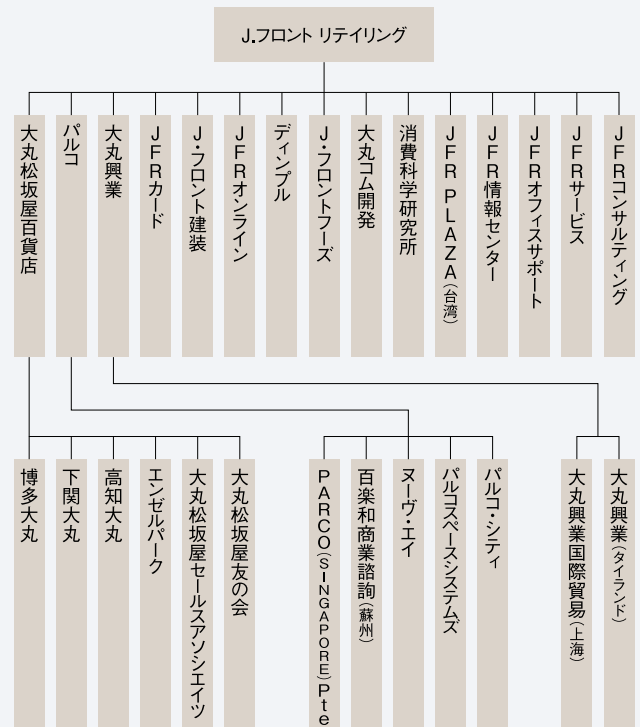 J.フロント リテイリング
大丸松坂屋百貨店
パルコ
大丸興業
JFRカード
J・フロント建装
JFRオンライン
ディンプル
J・フロントフーズ
大丸コム開発
消費科学研究所
JFR PLAZA(台湾)
JFR情報センター
JFRオフィスサポート
JFRサービス
JFRコンサルティング
博多大丸
下関大丸
高知大丸
エンゼルパーク
大丸松坂屋セールスアソシエイツ
大丸松坂屋友の会
PARCO(SINGAPORE)Pte
百楽和商業諮詢(蘇州)
ヌーヴ・エイ
パルコスペースシステムズ
パルコ・シティ
大丸興業国際貿易(上海)
大丸興業(タイランド)